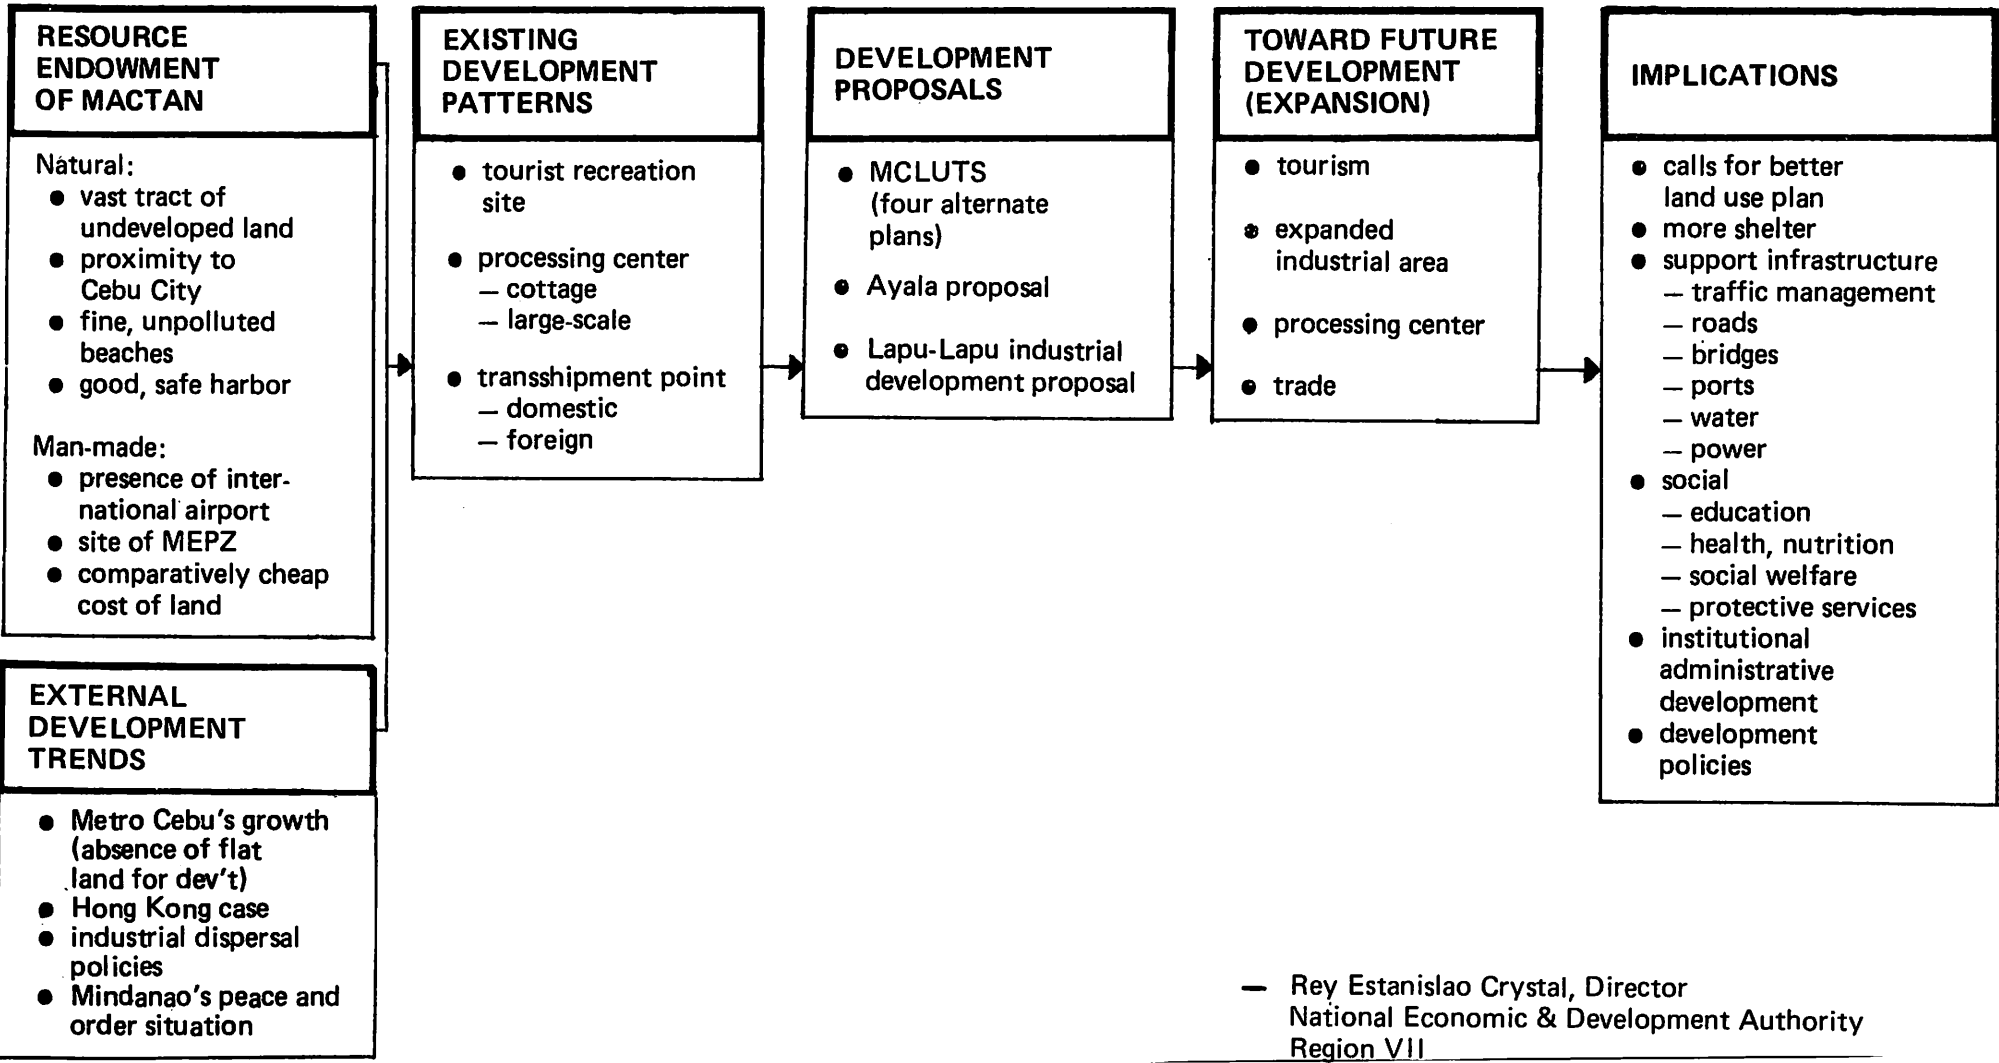 RESOURCE
ENDOWMENT
OF MACTAN
Natural:
● vast tract of
undeveloped land
● proximity to
Cebu City
● fine, unpolluted
beaches
● good, safe harbor
Man-made:
● presence of inter-
national airport
● site of MEPZ
● comparatively cheap
cost of land
EXTERNAL
DEVELOPMENT
TRENDS
● Metro Cebu's growth
(absence of flat
land for dev't)
● Hong Kong case
● industrial dispersal
policies
● Mindanao's peace and
order situation
EXISTING
DEVELOPMENT
PATTERNS
● tourist recreation
site
● processing center
— cottage
— large-scale
● transshipment point
— domestic
— foreign
DEVELOPMENT
PROPOSALS
● MCLUTS
(four alternate
plans)
● Ayala proposal
● Lapu-Lapu industrial
development proposal
TOWARD FUTURE
DEVELOPMENT
(EXPANSION)
● tourism
● expanded
industrial area
● processing center
● trade
IMPLICATIONS
● calls for better
land use plan
● more shelter
● support infrastructure
— traffic management
— roads
— bridges
— ports
— water
— power
● social
— education
— health, nutrition
— social welfare
— protective services
● institutional
administrative
development
● development
policies
— Rey Estanislao Crystal, Director
National Economic & Development Authority
Region VII